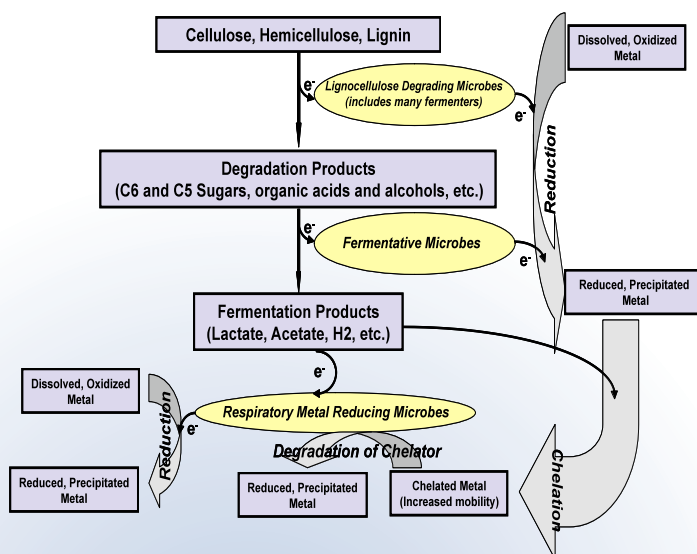 Cellulose, Hemicellulose, Lignin
Dissolved, Oxidized
Metal
e-
Lignocellulose Degrading Microbes
(includes many fermenters)
e-
Reduction
Degradation Products
(C6 and C5 Sugars, organic acids and alcohols, etc.)
e-
Fermentative Microbes
e-
Reduced, Precipitated
Metal
Fermentation Products
(Lactate, Acetate, H2, etc.)
e-
Dissolved, Oxidized
Metal
Reduction
e-
Respiratory Metal Reducing Microbes
Degradation of Chelator
Chelation
Reduced, Precipitated
Metal
Reduced, Precipitated
Metal
Chelated Metal
(Increased mobility)